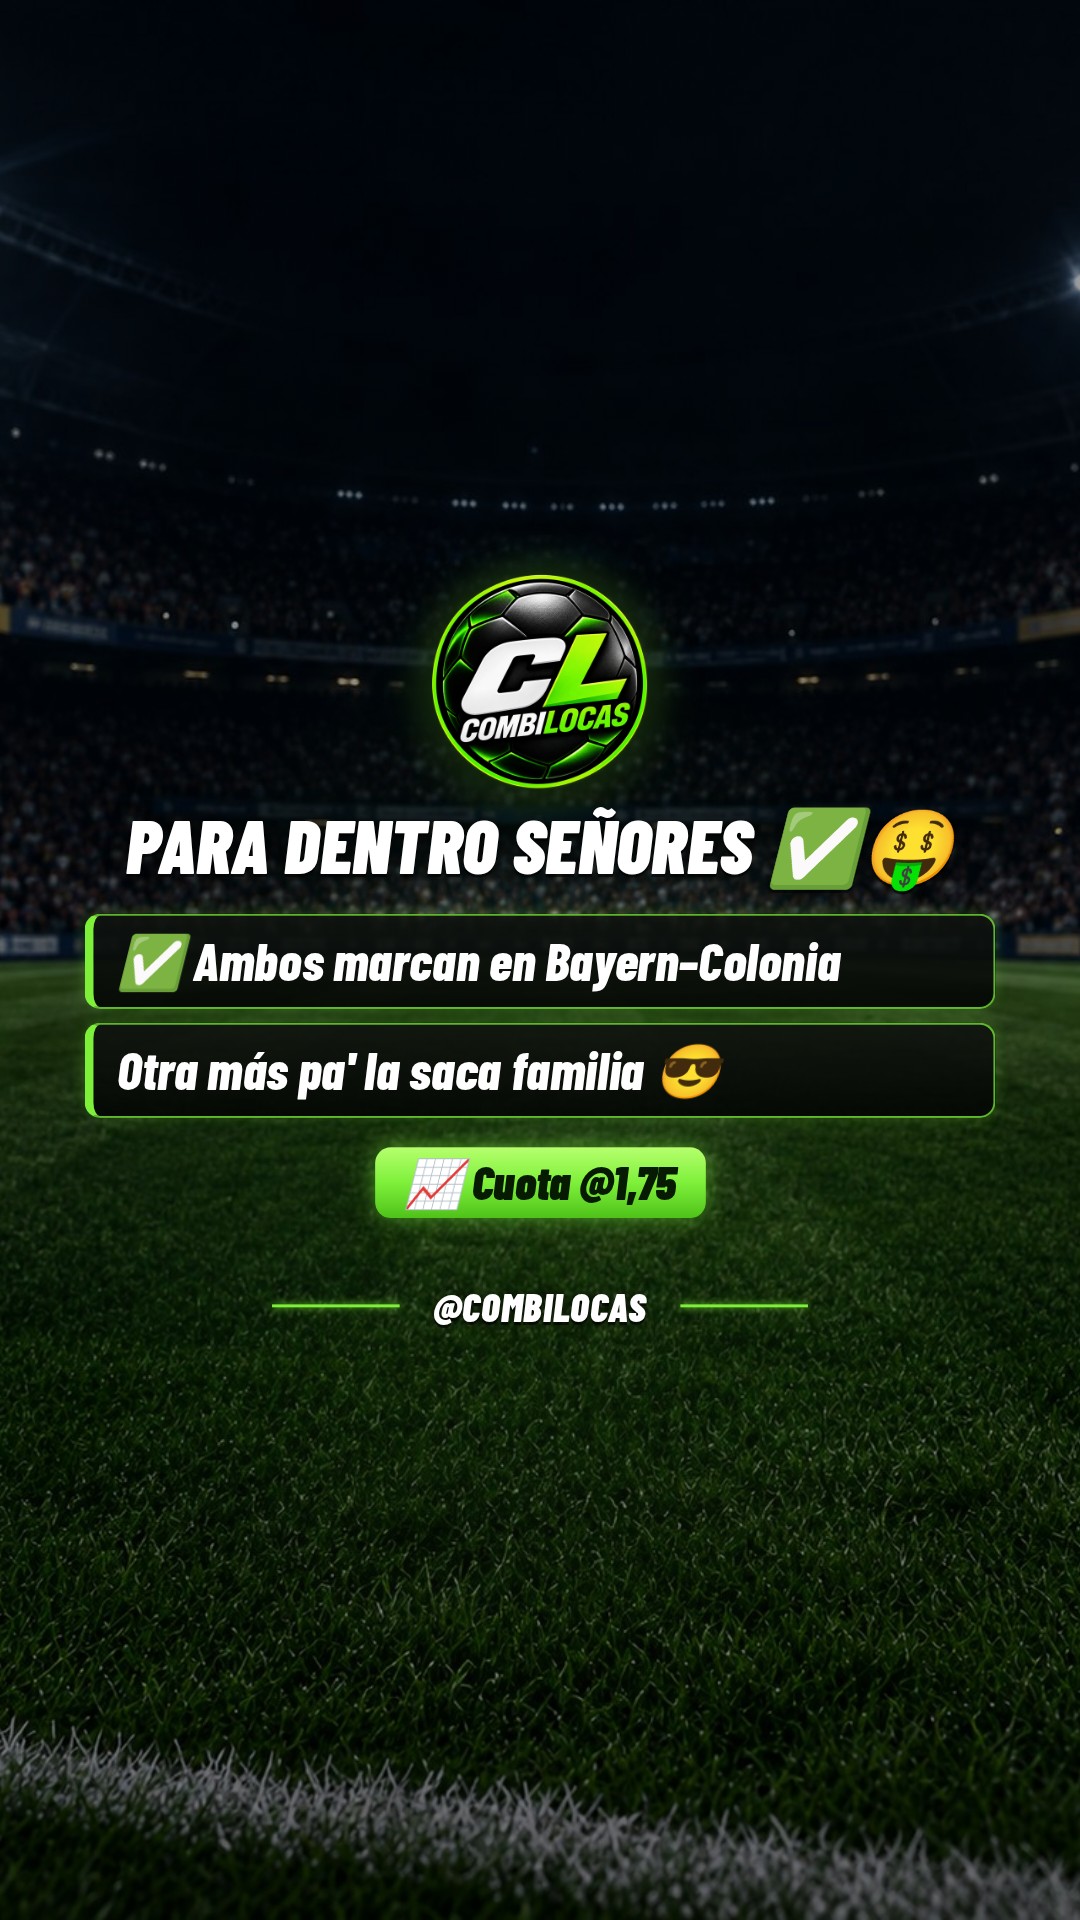 CL
COMBILOCAS
PARA DENTRO SEÑORES ✅🤑
✅ Ambos marcan en Bayern-Colonia
Otra más pa' la saca familia 😎
📈 Cuota @1,75
@COMBILOCAS